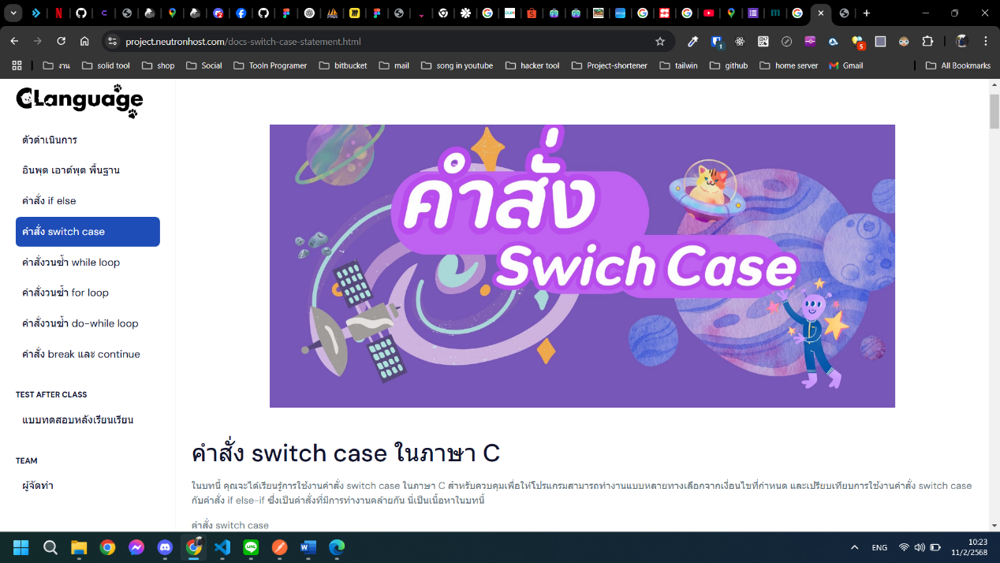 project.neutronhost.com/docs-switch-case-statement.html
งาน
solid tool
shop
Social
Tooln Programer
bitbucket
mail
song in youtube
hacker tool
Project-shortener
tailwin
github
home server
Gmail
All Bookmarks
CLanguage
ตัวดำเนินการ
อินพุต เอาต์พุต พื้นฐาน
คำสั่ง if else
คำสั่ง switch case
คำสั่งวนซ้ำ while loop
คำสั่งวนซ้ำ for loop
คำสั่งวนซ้ำ do-while loop
คำสั่ง break และ continue
TEST AFTER CLASS
แบบทดสอบหลังเรียนเรียน
TEAM
ผู้จัดทำ
คำสั่ง
Swich Case
คำสั่ง switch case ในภาษา C
ในบทนี้ คุณจะได้เรียนรู้การใช้งานคำสั่ง switch case ในภาษา C สำหรับควบคุมเพื่อให้โปรแกรมสามารถทำงานแบบหลายทางเลือกจากเงื่อนไขที่กำหนด และเปรียบเทียบการใช้งานคำสั่ง switch case
กับคำสั่ง if else-if ซึ่งเป็นคำสั่งที่มีการทำงานคล้ายกัน นี่เป็นเนื้อหาในบทนี้
คำสั่ง switch case
ENG
10:23
11/2/2568